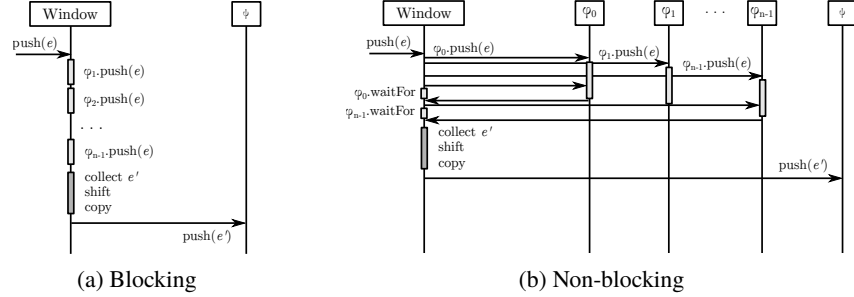 Window
ψ
push(e)
φ1.push(e)
φ2.push(e)
. . .
φn-1.push(e)
collect e′
shift
copy
push(e′)
(a) Blocking
Window
φ0
φ1
. . .
φn-1
ψ
push(e)
φ0.push(e)
φ1.push(e)
φn-1.push(e)
φ0.waitFor
φn-1.waitFor
collect e′
shift
copy
push(e′)
(b) Non-blocking